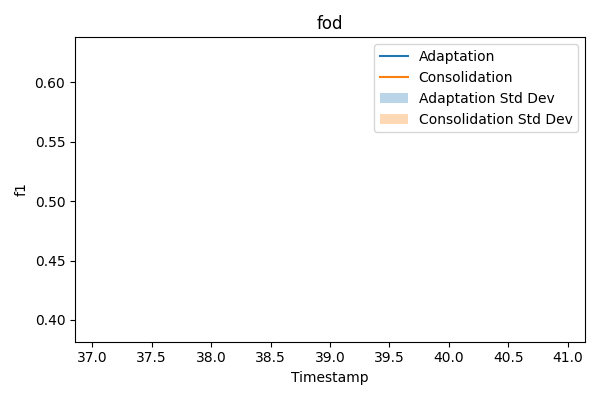 fod
Adaptation
Consolidation
Adaptation Std Dev
Consolidation Std Dev
0.60
0.55
0.50
0.45
0.40
f1
37.0 37.5 38.0 38.5 39.0 39.5 40.0 40.5 41.0
Timestamp